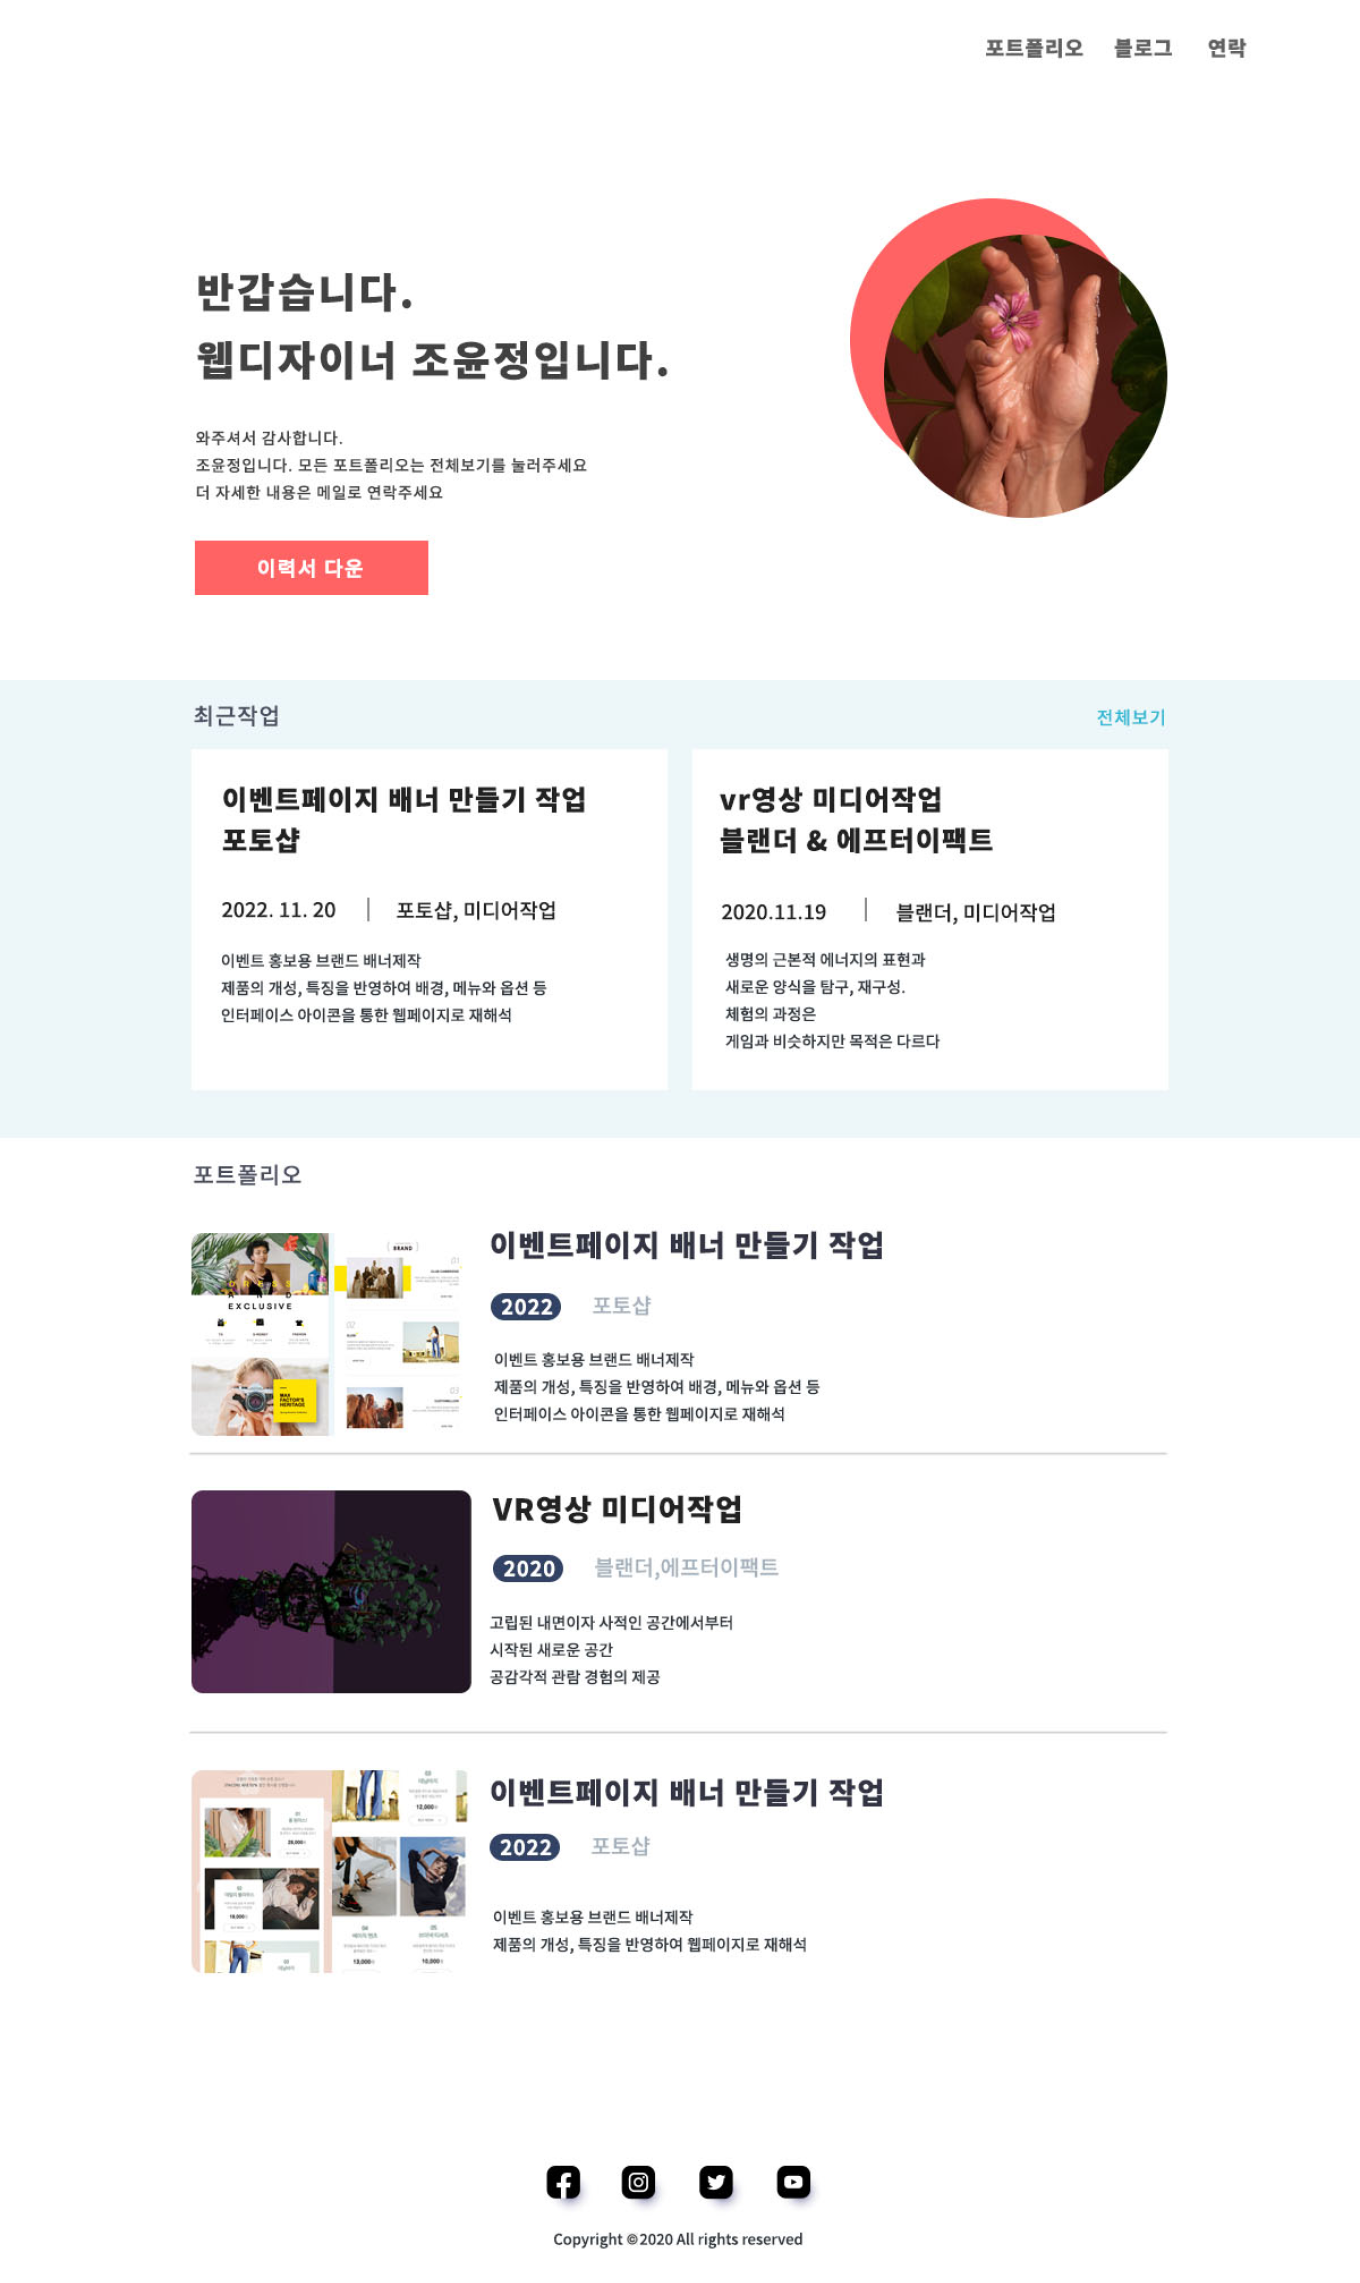 포트폴리오 블로그 연락
반갑습니다.
웹디자이너 조윤정입니다.
와주셔서 감사합니다.
조윤정입니다. 모든 포트폴리오는 전체보기를 눌러주세요
더 자세한 내용은 메일로 연락주세요
이력서 다운
최근작업
전체보기
이벤트페이지 배너 만들기 작업
포토샵
2022. 11. 20 | 포토샵, 미디어작업
이벤트 홍보용 브랜드 배너제작
제품의 개성, 특징을 반영하여 배경, 메뉴와 옵션 등
인터페이스 아이콘을 통한 웹페이지로 재해석
vr영상 미디어작업
블랜더 & 에프터이팩트
2020.11.19 | 블랜더, 미디어작업
생명의 근본적 에너지의 표현과
새로운 양식을 탐구, 재구성.
체험의 과정은
게임과 비슷하지만 목적은 다르다
포트폴리오
BRAND
EXCLUSIVE
MAX
FACTOR'S
HERITAGE
이벤트페이지 배너 만들기 작업
2022 포토샵
이벤트 홍보용 브랜드 배너제작
제품의 개성, 특징을 반영하여 배경, 메뉴와 옵션 등
인터페이스 아이콘을 통한 웹페이지로 재해석
VR영상 미디어작업
2020 블랜더,에프터이팩트
고립된 내면이자 사적인 공간에서부터
시작된 새로운 공간
공감각적 관람 경험의 제공
12,000
이벤트페이지 배너 만들기 작업
2022 포토샵
이벤트 홍보용 브랜드 배너제작
제품의 개성, 특징을 반영하여 웹페이지로 재해석
Copyright ©2020 All rights reserved